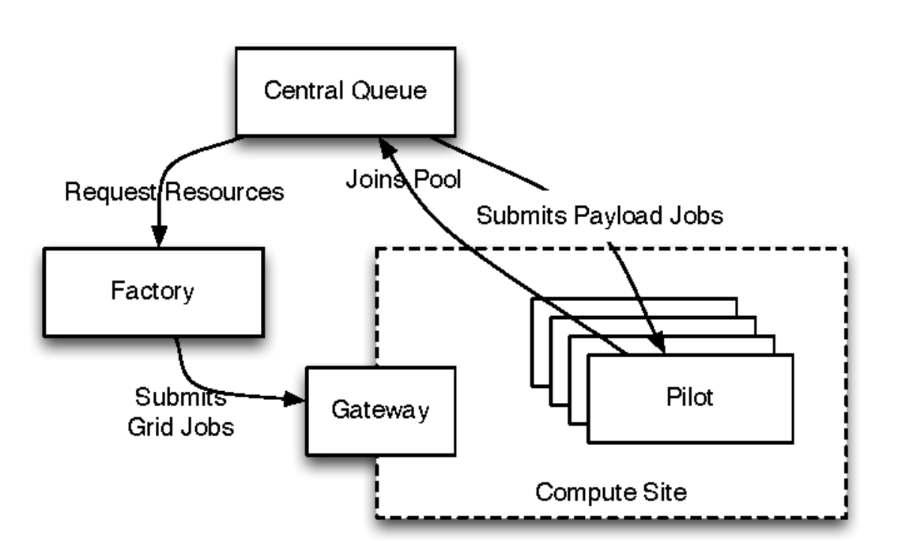 Central Queue
Request Resources
Joins Pool
Submits Payload Jobs
Factory
Submits
Grid Jobs
Gateway
Pilot
Compute Site